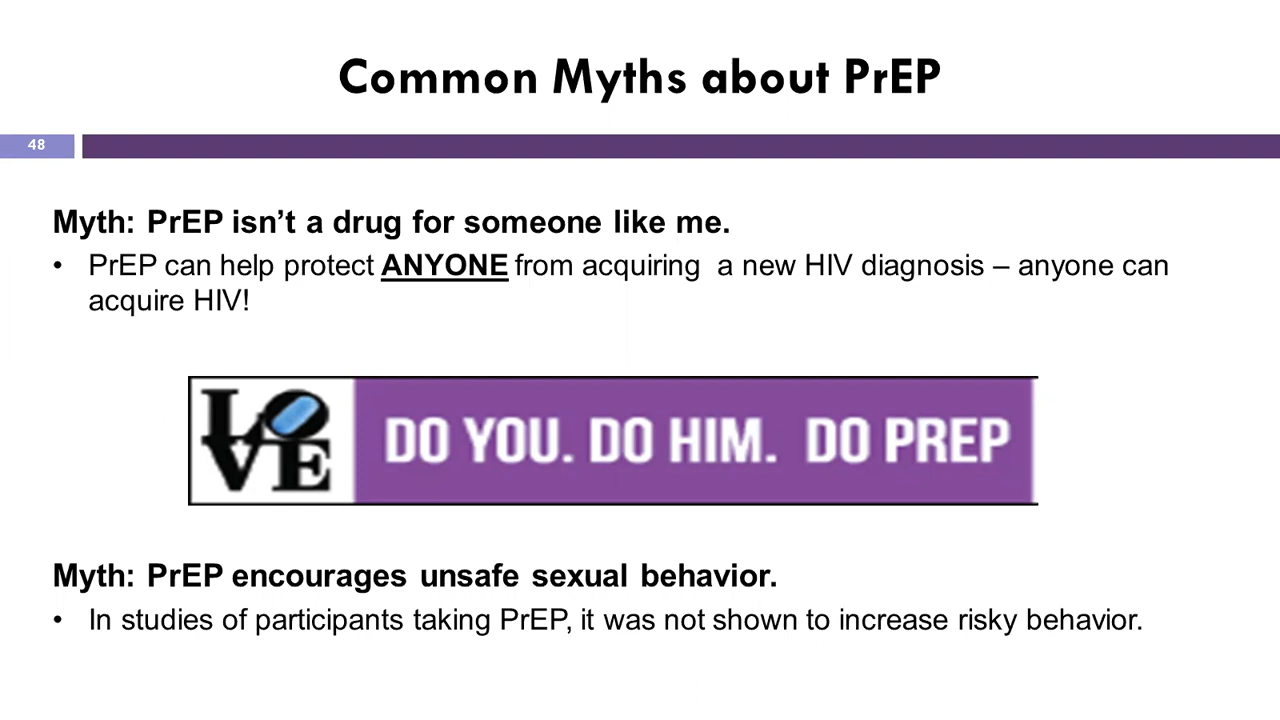 Common Myths about PrEP
48
Myth: PrEP isn’t a drug for someone like me.
• PrEP can help protect ANYONE from acquiring  a new HIV diagnosis – anyone can
acquire HIV!
LO
VE
DO YOU. DO HIM.  DO PREP
Myth: PrEP encourages unsafe sexual behavior.
• In studies of participants taking PrEP, it was not shown to increase risky behavior.